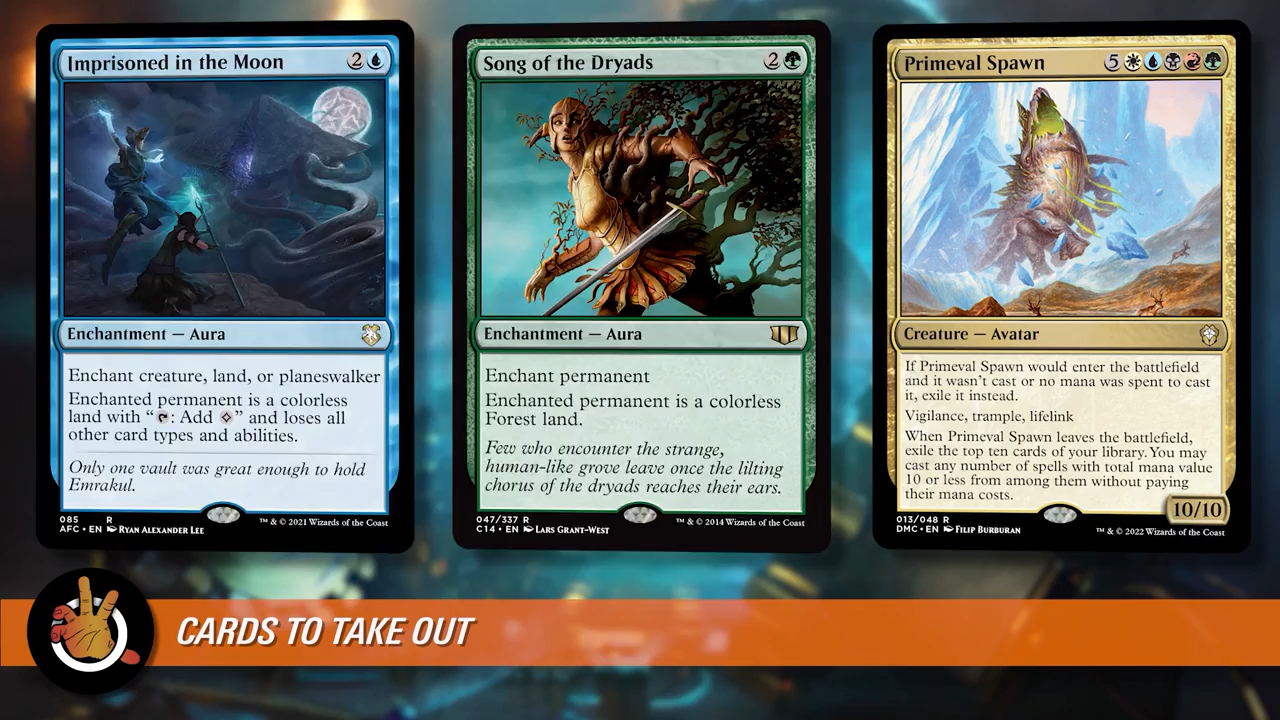 Imprisoned in the Moon 2
Enchantment — Aura
Enchant creature, land, or planeswalker
Enchanted permanent is a colorless
land with “: Add ” and loses all
other card types and abilities.
Only one vault was great enough to hold
Emrakul.
085 R
AFC • EN Ryan Alexander Lee
™ & © 2021 Wizards of the Coast
Song of the Dryads 2
Enchantment — Aura
Enchant permanent
Enchanted permanent is a colorless
Forest land.
Few who encounter the strange,
human-like grove leave once the lilting
chorus of the dryads reaches their ears.
047/337 R
C14 • EN Lars Grant-West
™ & © 2014 Wizards of the Coast
Primeval Spawn 5
Creature — Avatar
If Primeval Spawn would enter the battlefield
and it wasn’t cast or no mana was spent to cast
it, exile it instead.
Vigilance, trample, lifelink
When Primeval Spawn leaves the battlefield,
exile the top ten cards of your library. You may
cast any number of spells with total mana value
10 or less from among them without paying
their mana costs.
10/10
013/048 R
DMC • EN Filip Burburan
™ & © 2022 Wizards of the Coast
CARDS TO TAKE OUT